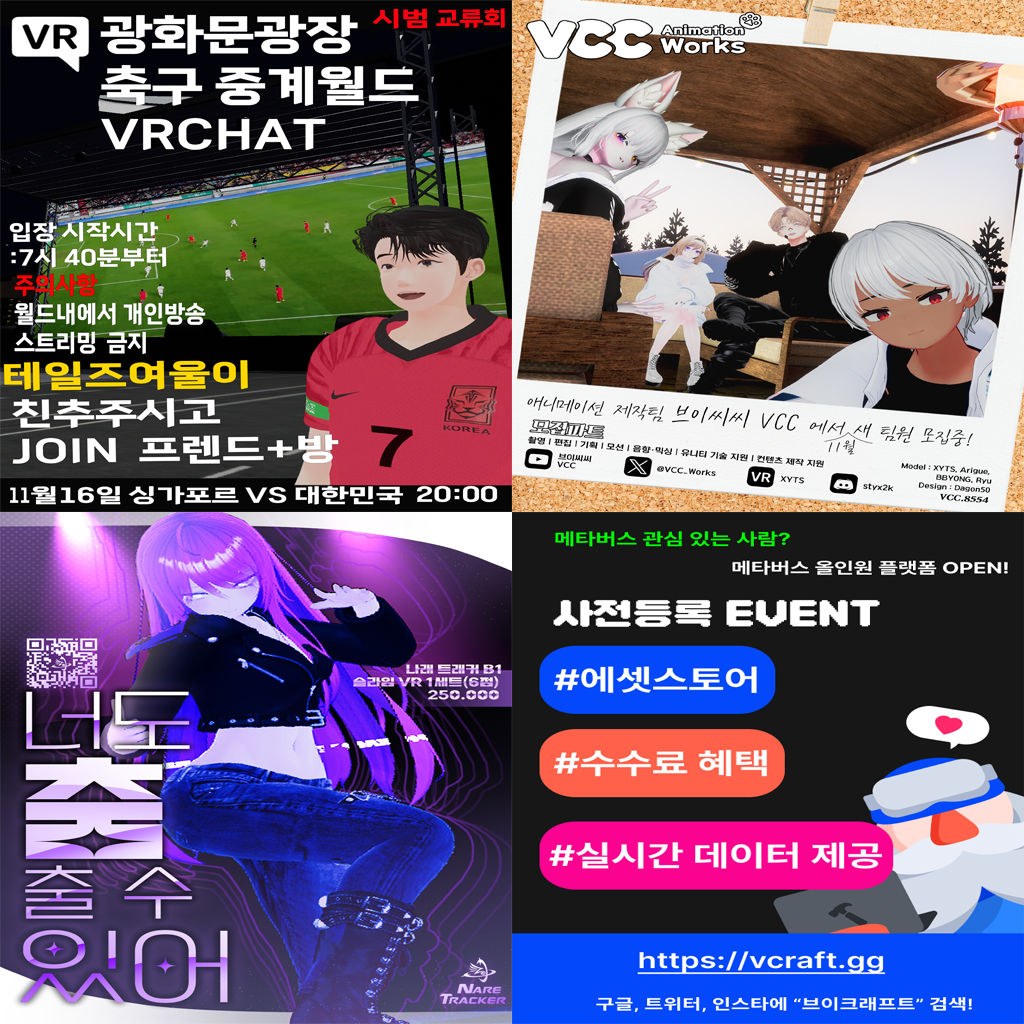 VR 광화문광장
시범 교류회
축구 중계월드
VRCHAT
입장 시작시간
:7시 40분부터
주의사항
월드내에서 개인방송
스트리밍 금지
테일즈여울이
친추주시고
JOIN 프렌드+방
7
KOREA
11월16일 싱가포르 VS 대한민국 20:00
VCC Animation Works
애니메이션 제작팀 브이씨씨 VCC 에서 새 팀원 모집중!
11월
모집파트
촬영 | 편집 | 기획 | 모션 | 음향·믹싱 | 유니티 기술 지원 | 컨텐츠 제작 지원
브이씨씨
VCC
@VCC_Works
VR XYTS
styx2k
Model : XYTS, Arigue,
BBYONG, Ryu
Design : Dagon50
VCC.8554
나래 트래커 B1
슬라임 VR 1세트(6점)
250.000
너도
춤
출 수
있어
NARE
TRACKER
메타버스 관심 있는 사람?
메타버스 올인원 플랫폼 OPEN!
사전등록 EVENT
#에셋스토어
#수수료 혜택
#실시간 데이터 제공
https://vcraft.gg
구글, 트위터, 인스타에 “브이크래프트” 검색!